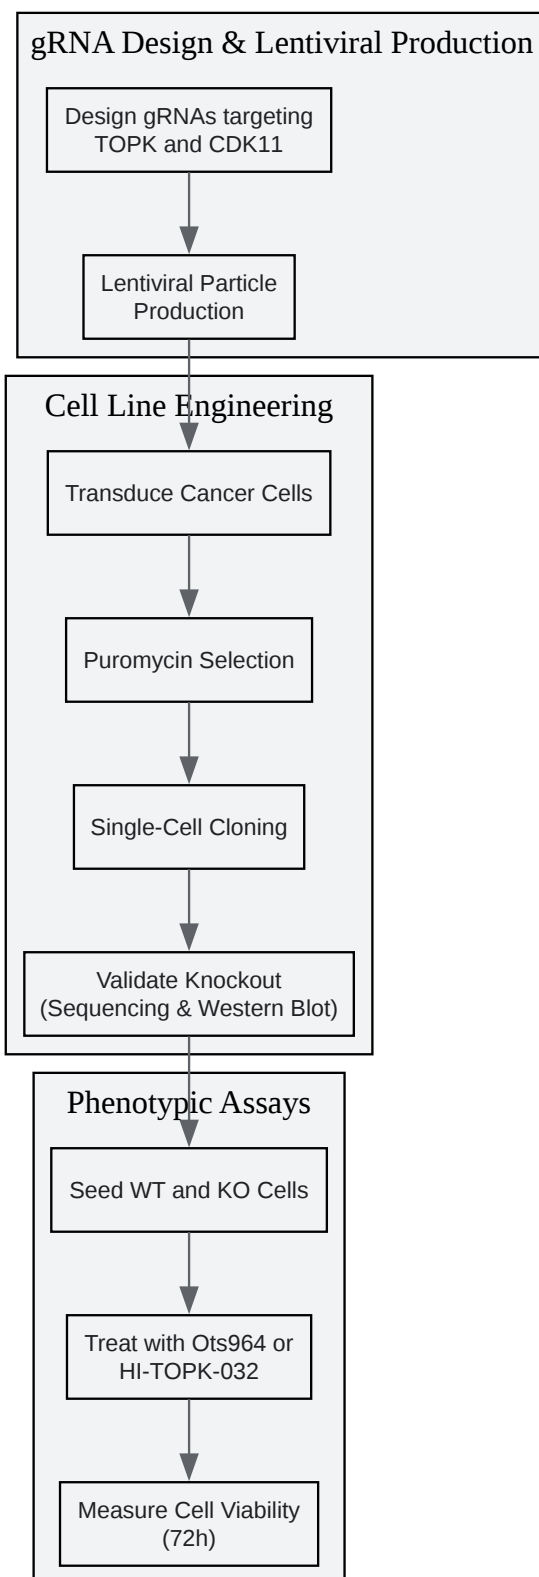 gRNA Design & Lentiviral Production
Design gRNAs targeting
TOPK and CDK11
Lentiviral Particle
Production
Cell Line Engineering
Transduce Cancer Cells
Puromycin Selection
Single-Cell Cloning
Validate Knockout
(Sequencing & Western Blot)
Phenotypic Assays
Seed WT and KO Cells
Treat with Ots964 or
HI-TOPK-032
Measure Cell Viability
(72h)